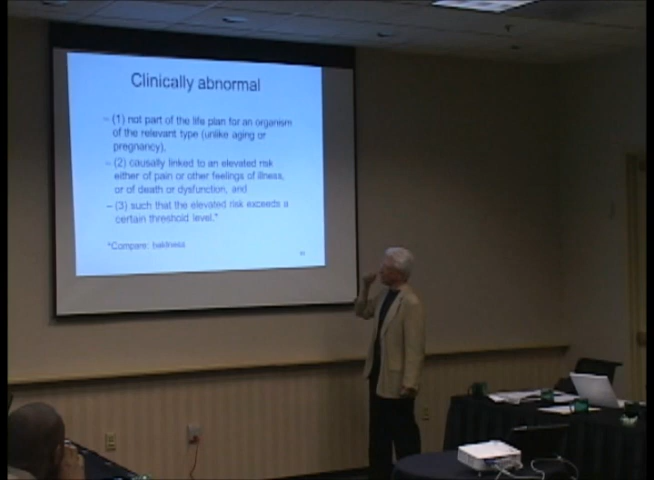 Clinically abnormal
– (1) not part of the life plan for an organism
of the relevant type (unlike aging or
pregnancy),
– (2) causally linked to an elevated risk
either of pain or other feelings of illness,
or of death or dysfunction, and
– (3) such that the elevated risk exceeds a
certain threshold level.*
*Compare: baldness